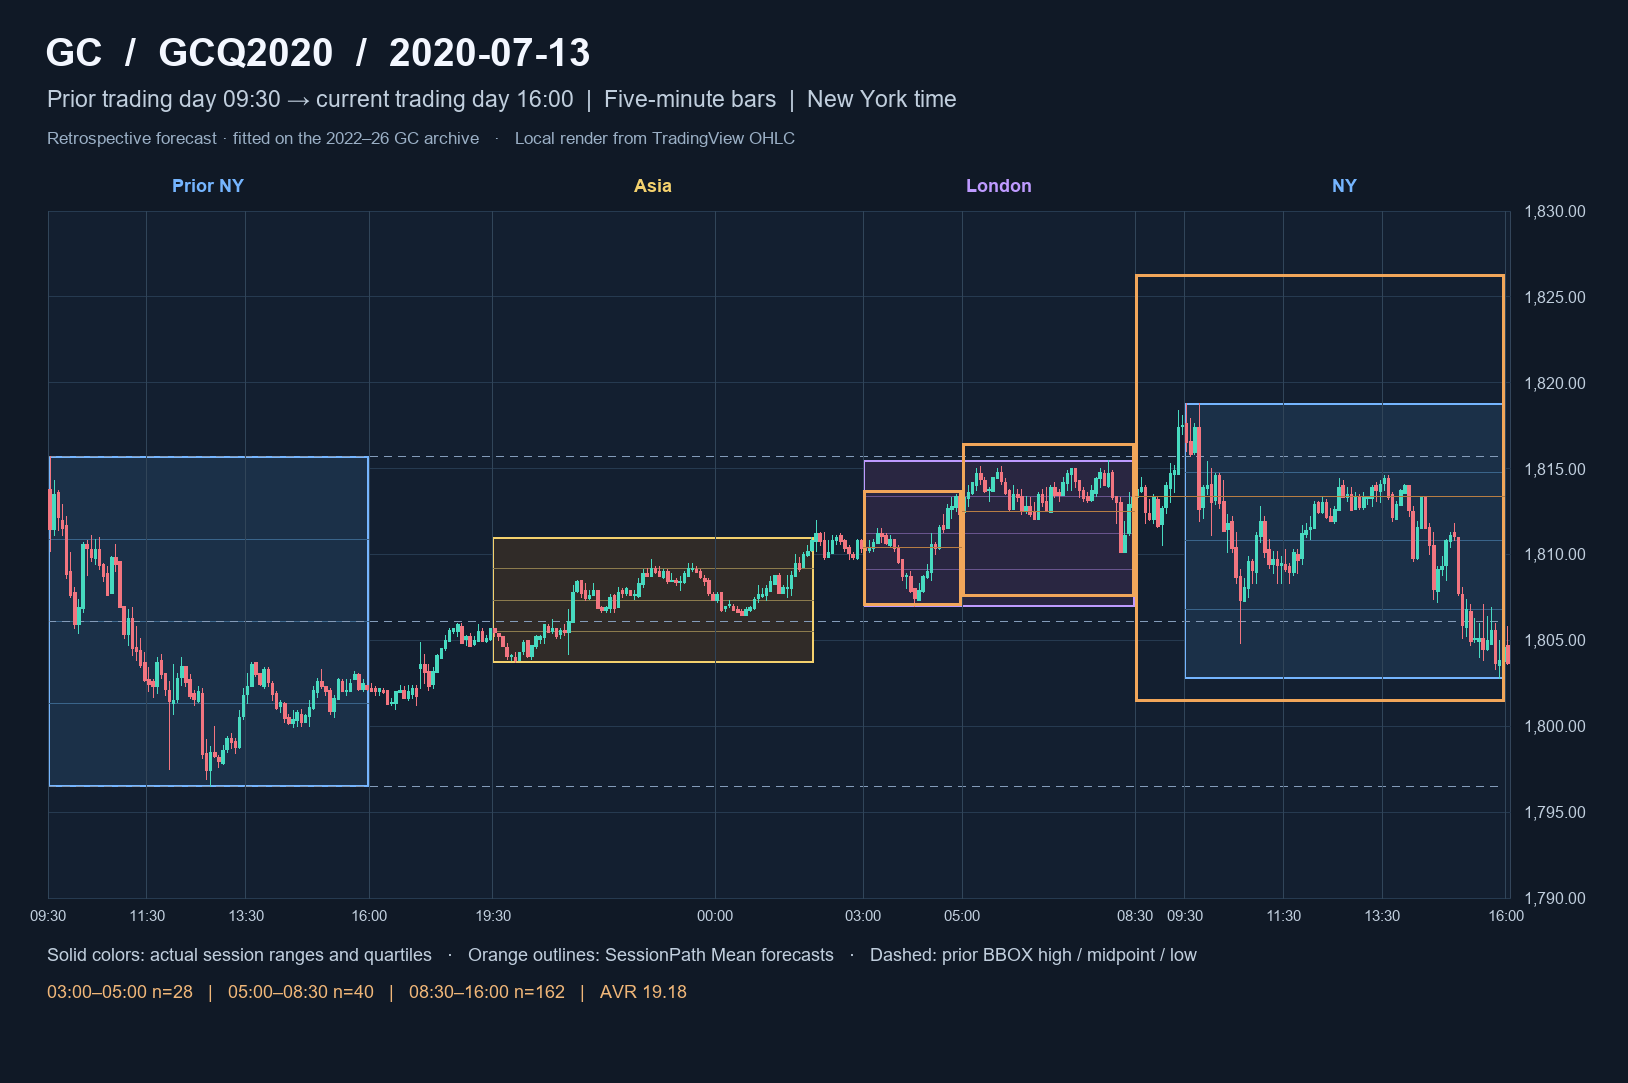 GC / GCQ2020 / 2020-07-13
Prior trading day 09:30 → current trading day 16:00 | Five-minute bars | New York time
Retrospective forecast · fitted on the 2022–26 GC archive · Local render from TradingView OHLC
Prior NY Asia London NY
1,830.00
1,825.00
1,820.00
1,815.00
1,810.00
1,805.00
1,800.00
1,795.00
1,790.00
09:30 11:30 13:30 16:00 19:30 00:00 03:00 05:00 08:30 09:30 11:30 13:30 16:00
Solid colors: actual session ranges and quartiles · Orange outlines: SessionPath Mean forecasts · Dashed: prior BBOX high / midpoint / low
03:00–05:00 n=28 | 05:00–08:30 n=40 | 08:30–16:00 n=162 | AVR 19.18